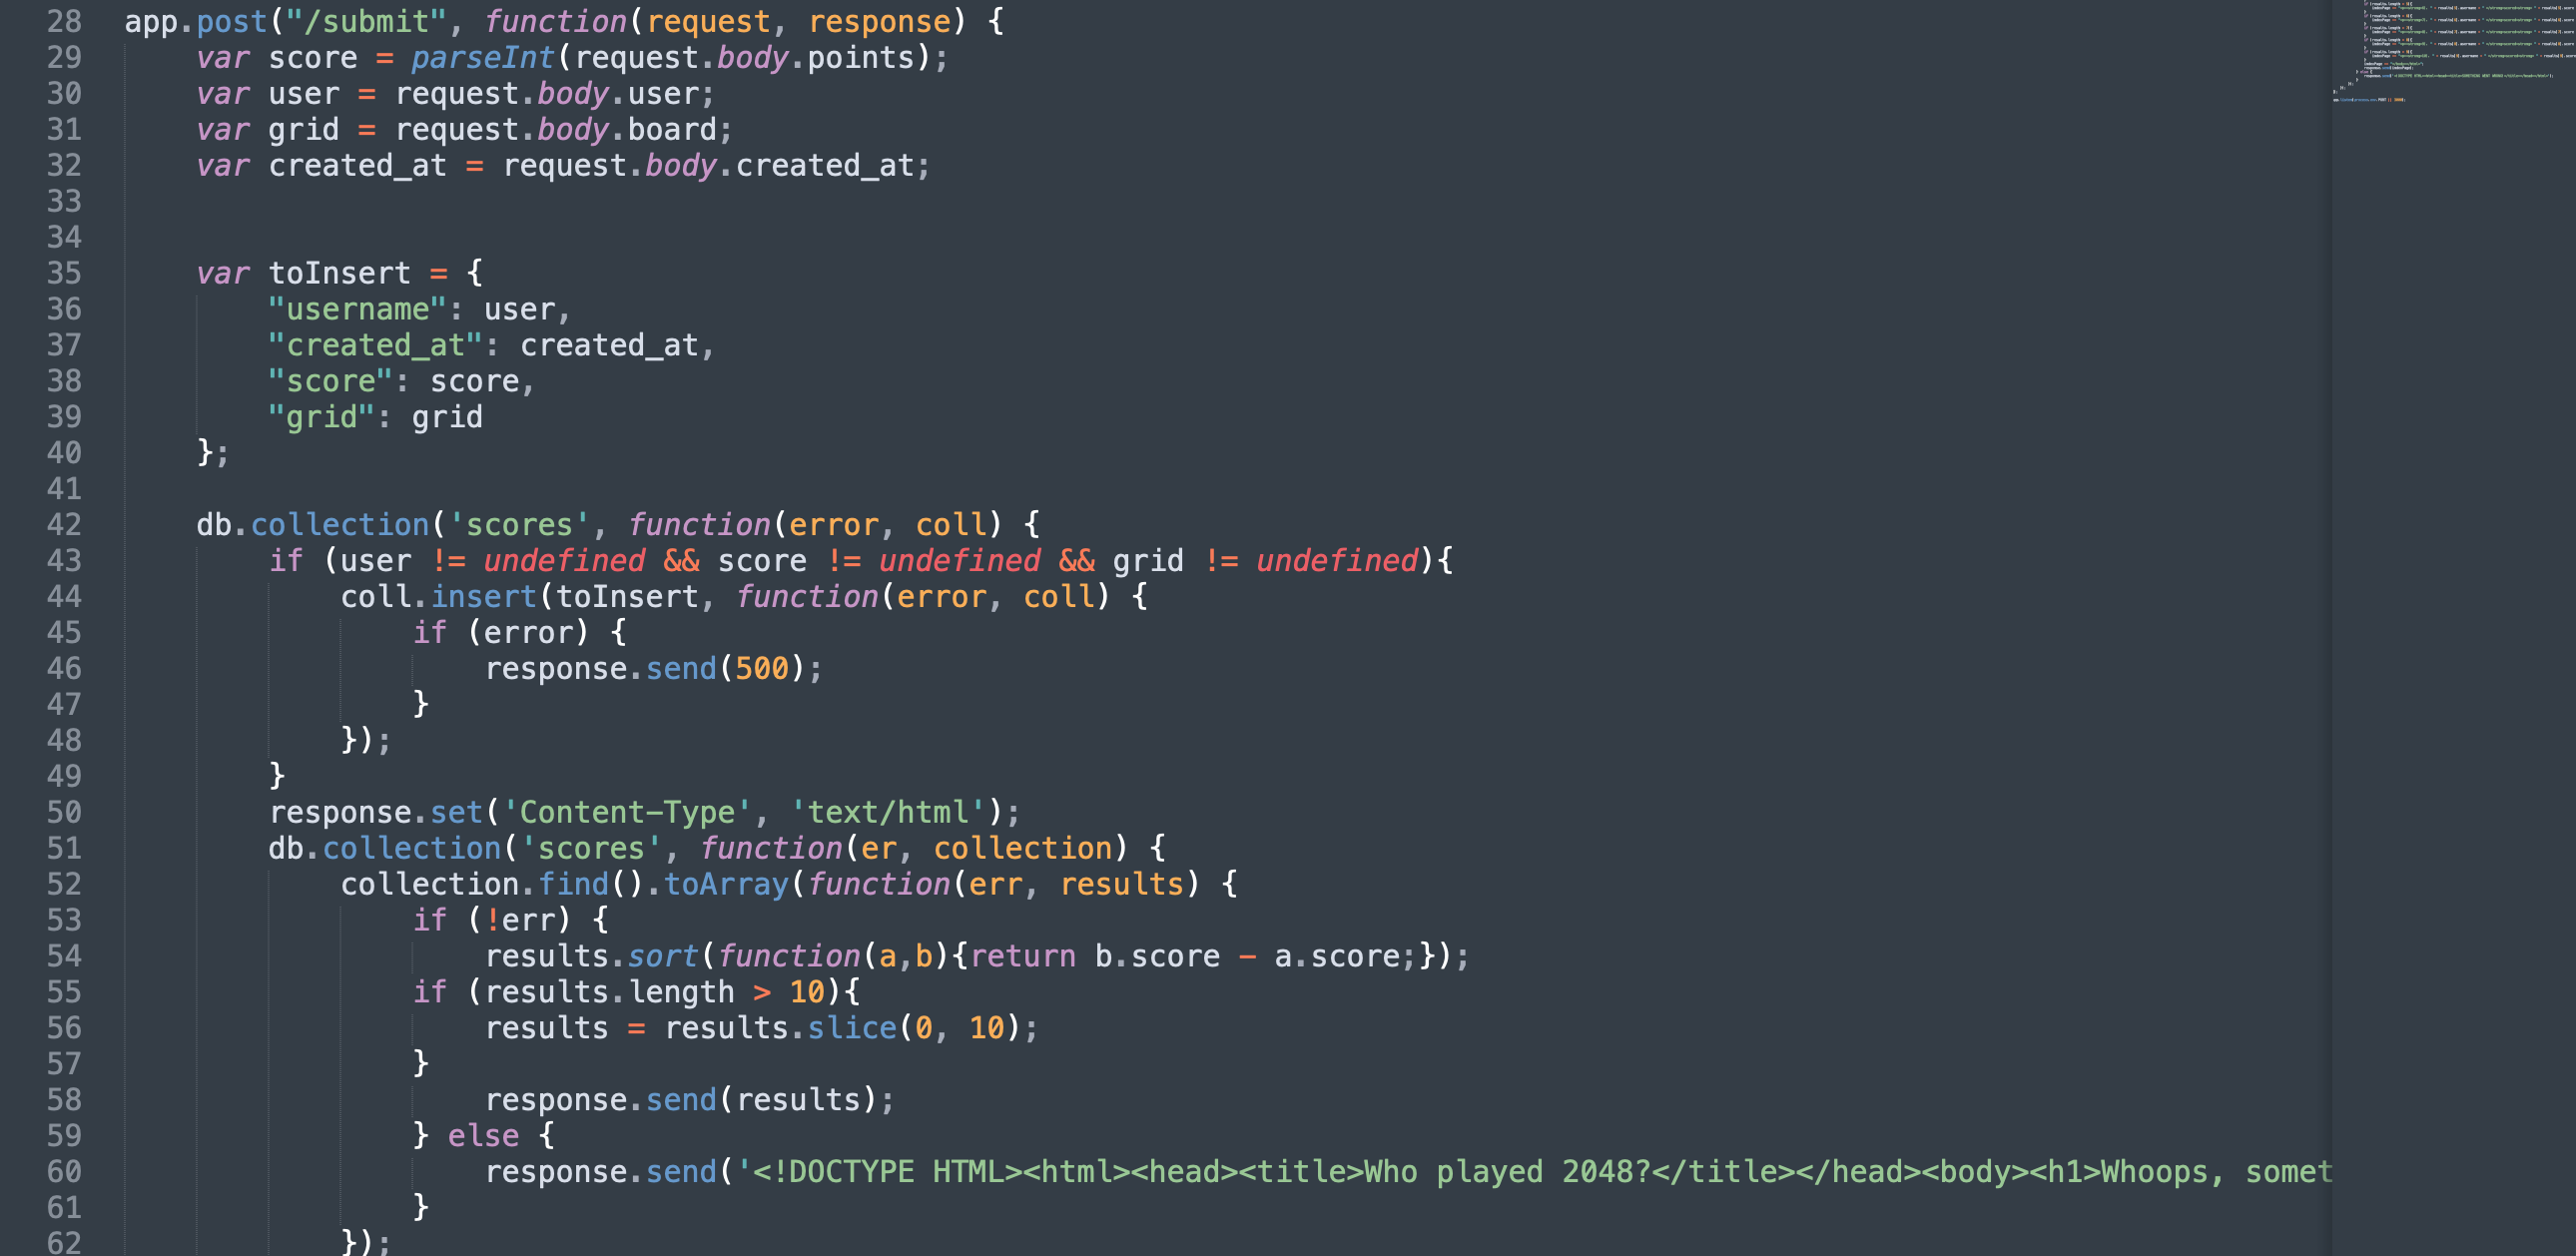 28 app.post("/submit", function(request, response) {
29     var score = parseInt(request.body.points);
30     var user = request.body.user;
31     var grid = request.body.board;
32     var created_at = request.body.created_at;
33
34
35     var toInsert = {
36         "username": user,
37         "created_at": created_at,
38         "score": score,
39         "grid": grid
40     };
41
42     db.collection('scores', function(error, coll) {
43         if (user != undefined && score != undefined && grid != undefined){
44             coll.insert(toInsert, function(error, coll) {
45                 if (error) {
46                     response.send(500);
47                 }
48             });
49         }
50         response.set('Content-Type', 'text/html');
51         db.collection('scores', function(er, collection) {
52             collection.find().toArray(function(err, results) {
53                 if (!err) {
54                     results.sort(function(a,b){return b.score - a.score;});
55                 if (results.length > 10){
56                     results = results.slice(0, 10);
57                 }
58                     response.send(results);
59                 } else {
60                     response.send('<!DOCTYPE HTML><html><head><title>Who played 2048?</title></head><body><h1>Whoops, somet
61                 }
62             });